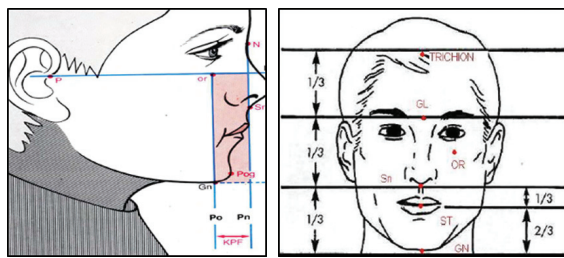 N
P
or
Sn
Pog
Gn
Po Pn
KPF
TRICHION
1/3
GL
1/3
OR
Sn
1/3
1/3
ST
2/3
GN